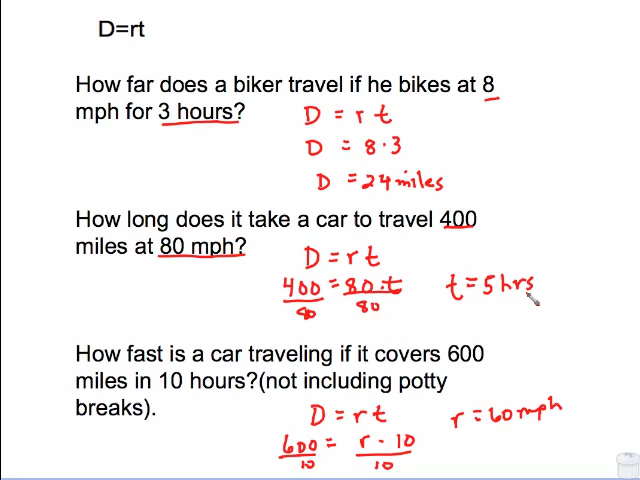 D=rt
How far does a biker travel if he bikes at 8
mph for 3 hours?
D = r t
D = 8 · 3
D = 24 miles
How long does it take a car to travel 400
miles at 80 mph?
D = r t
400 = 80 · t
80 80
t = 5 hrs
How fast is a car traveling if it covers 600
miles in 10 hours?(not including potty
breaks).
D = r t
600 = r · 10
10 10
r = 60 mph